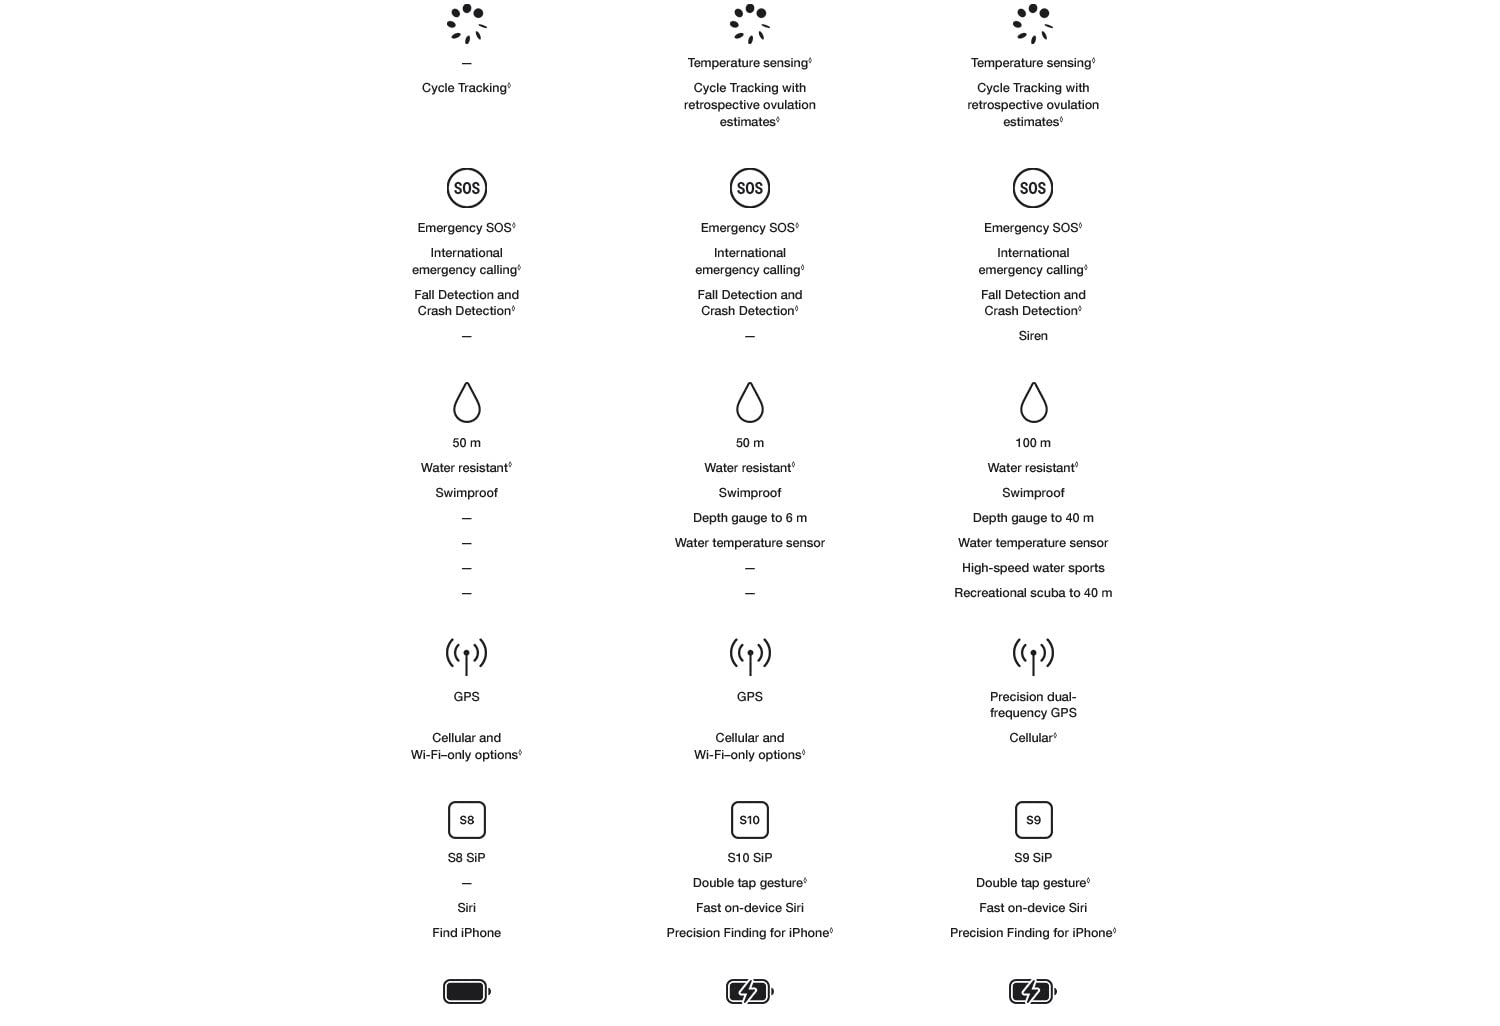 —
Temperature sensing◊
Temperature sensing◊
Cycle Tracking◊
Cycle Tracking with
retrospective ovulation
estimates◊
Cycle Tracking with
retrospective ovulation
estimates◊
SOS
SOS
SOS
Emergency SOS◊
Emergency SOS◊
Emergency SOS◊
International
emergency calling◊
International
emergency calling◊
International
emergency calling◊
Fall Detection and
Crash Detection◊
Fall Detection and
Crash Detection◊
Fall Detection and
Crash Detection◊
—
—
Siren
50 m
50 m
100 m
Water resistant◊
Water resistant◊
Water resistant◊
Swimproof
Swimproof
Swimproof
—
Depth gauge to 6 m
Depth gauge to 40 m
—
Water temperature sensor
Water temperature sensor
—
—
High-speed water sports
—
—
Recreational scuba to 40 m
GPS
GPS
Precision dual-
frequency GPS
Cellular and
Wi-Fi–only options◊
Cellular and
Wi-Fi–only options◊
Cellular◊
S8
S10
S9
S8 SiP
S10 SiP
S9 SiP
—
Double tap gesture◊
Double tap gesture◊
Siri
Fast on-device Siri
Fast on-device Siri
Find iPhone
Precision Finding for iPhone◊
Precision Finding for iPhone◊